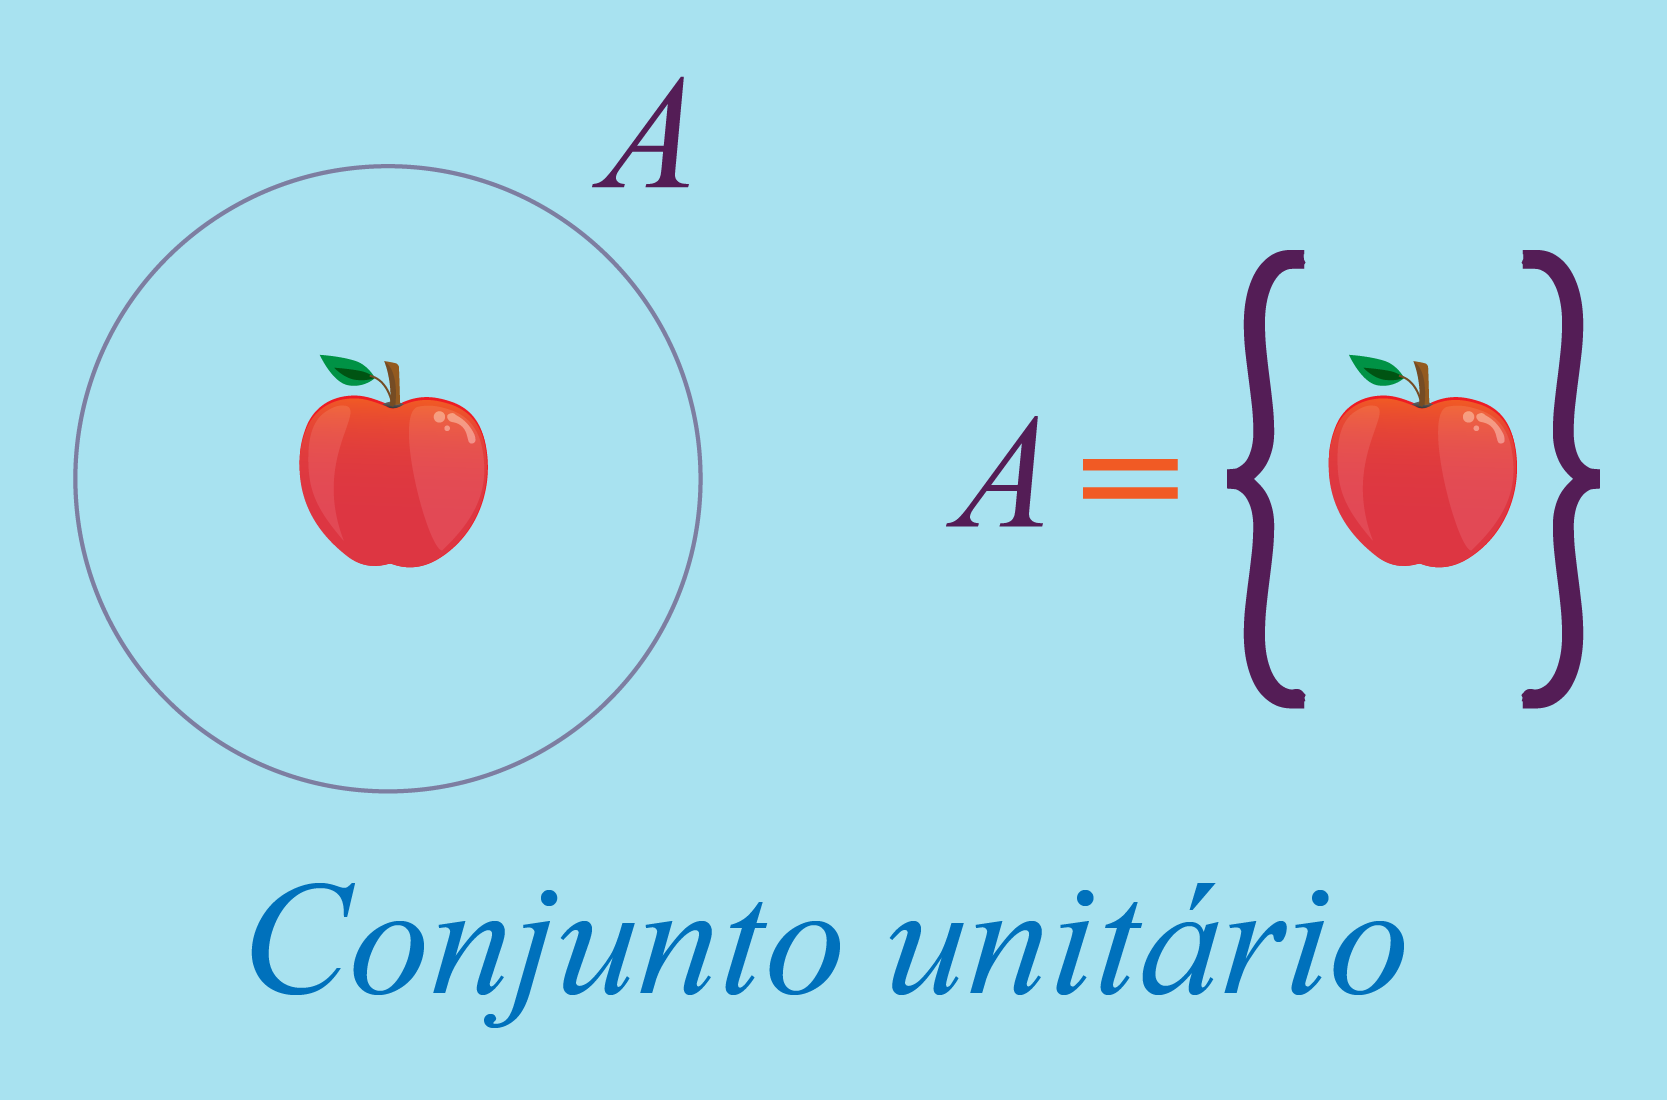 A
A = { }
Conjunto unitário